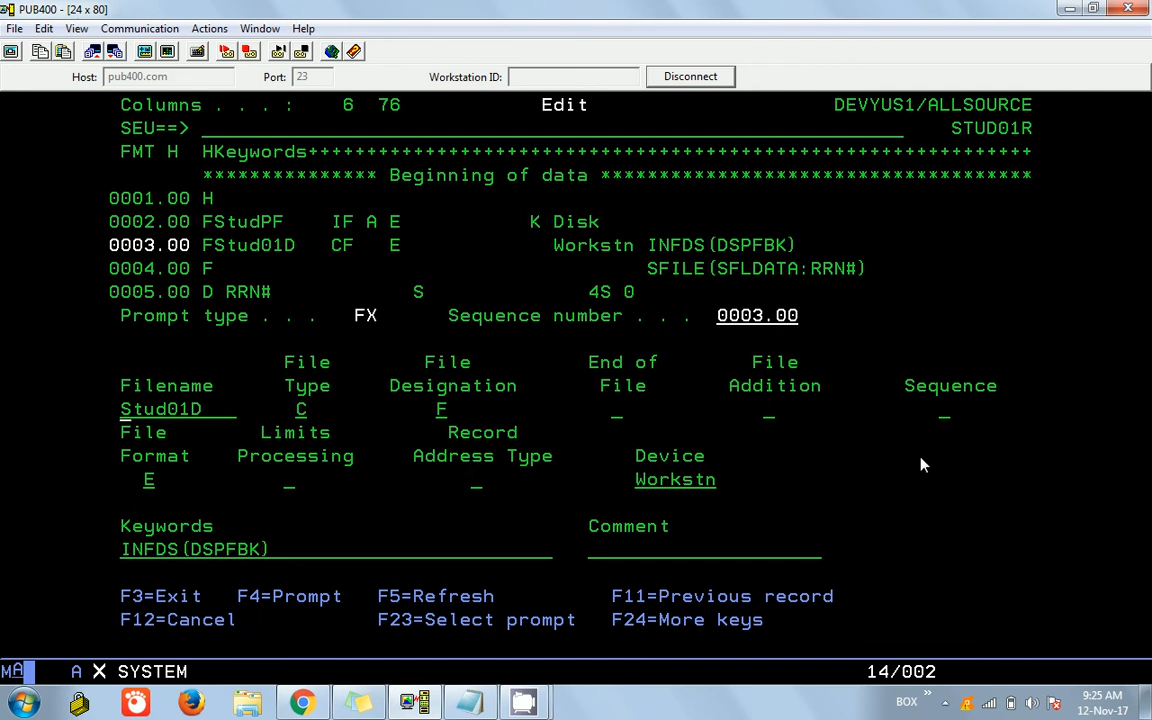 PUB400 - [24 x 80]
File Edit View Communication Actions Window Help
Host: pub400.com Port: 23 Workstation ID: Disconnect
Columns . . . : 6 76 Edit DEVYUS1/ALLSOURCE
SEU==> STUD01R
FMT H HKeywords++++++++++++++++++++++++++++++++++++++++++++++++++++++++++++++
*************** Beginning of data *************************************
0001.00 H
0002.00 FStudPF IF A E K Disk
0003.00 FStud01D CF E Workstn INFDS(DSPFBK)
0004.00 F SFILE(SFLDATA:RRN#)
0005.00 D RRN# S 4S 0
Prompt type . . . FX Sequence number . . . 0003.00
File File End of File
Filename Type Designation File Addition Sequence
Stud01D C F _ _ _
File Limits Record
Format Processing Address Type Device
E _ _ Workstn
Keywords Comment
INFDS(DSPFBK)
F3=Exit F4=Prompt F5=Refresh F11=Previous record
F12=Cancel F23=Select prompt F24=More keys
MA A X SYSTEM 14/002
BOX » 9:25 AM
12-Nov-17